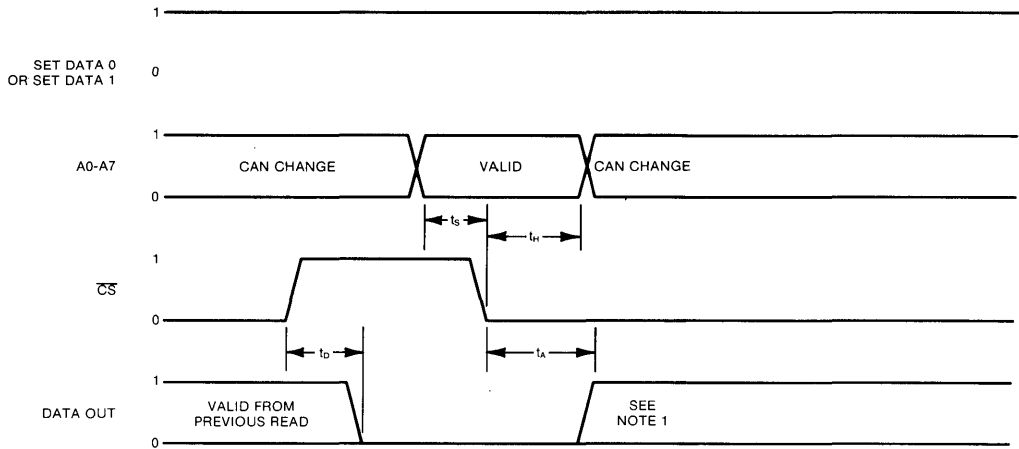 1
SET DATA 0
OR SET DATA 1
0
1
A0-A7
CAN CHANGE
VALID
CAN CHANGE
0
tS
tH
1
CS
0
tD
tA
1
DATA OUT
VALID FROM
PREVIOUS READ
SEE
NOTE 1
0